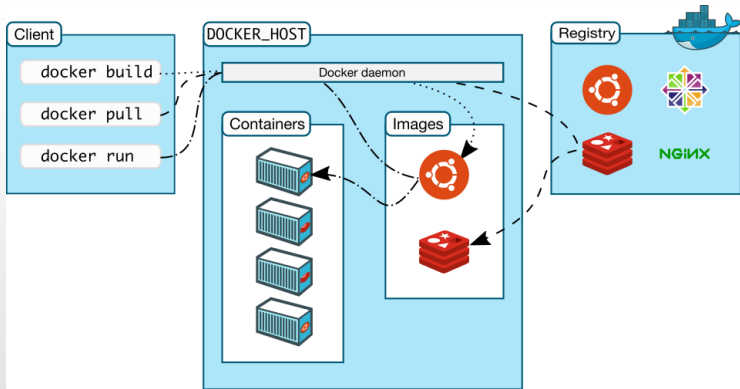 Client
docker build
docker pull
docker run
DOCKER_HOST
Docker daemon
Containers
Images
Registry
NGiNX